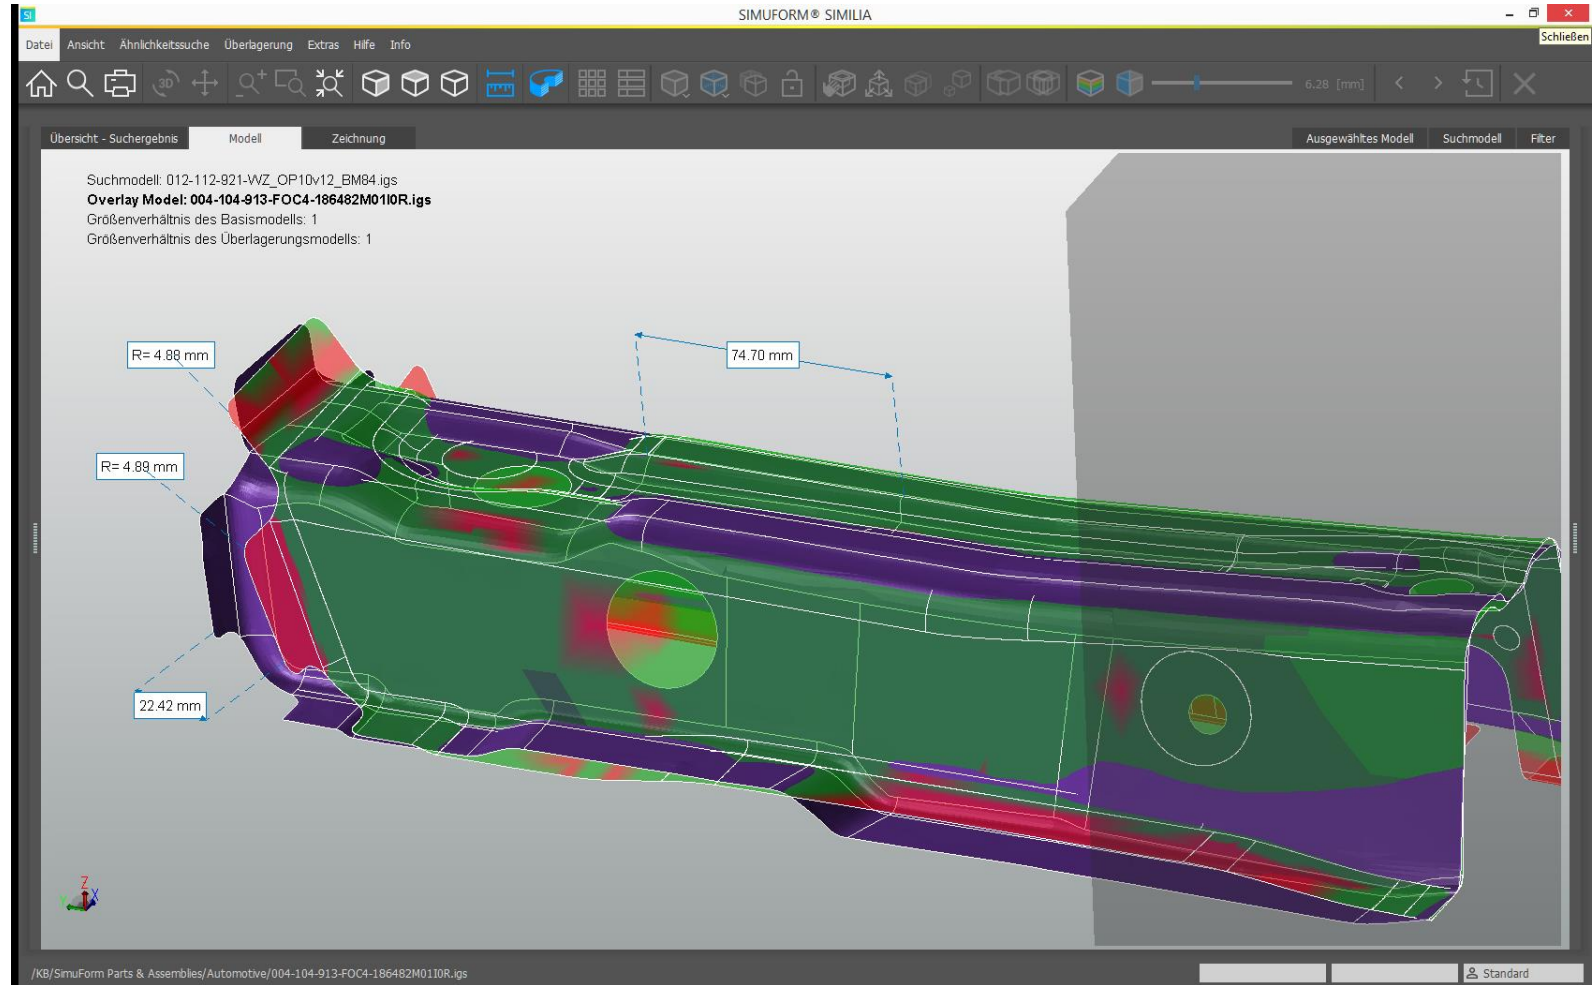 SI
SIMUFORM® SIMILIA
Schließen
Datei Ansicht Ähnlichkeitssuche Überlagerung Extras Hilfe Info
3D
6.28 [mm]
Übersicht - Suchergebnis Modell Zeichnung Ausgewähltes Modell Suchmodell Filter
Suchmodell: 012-112-921-WZ_OP10v12_BM84.igs
Overlay Model: 004-104-913-FOC4-186482M01I0R.igs
Größenverhältnis des Basismodells: 1
Größenverhältnis des Überlagerungsmodells: 1
R= 4.88 mm
74.70 mm
R= 4.89 mm
22.42 mm
Z
Y X
/KB/SimuForm Parts & Assemblies/Automotive/004-104-913-FOC4-186482M01I0R.igs
Standard